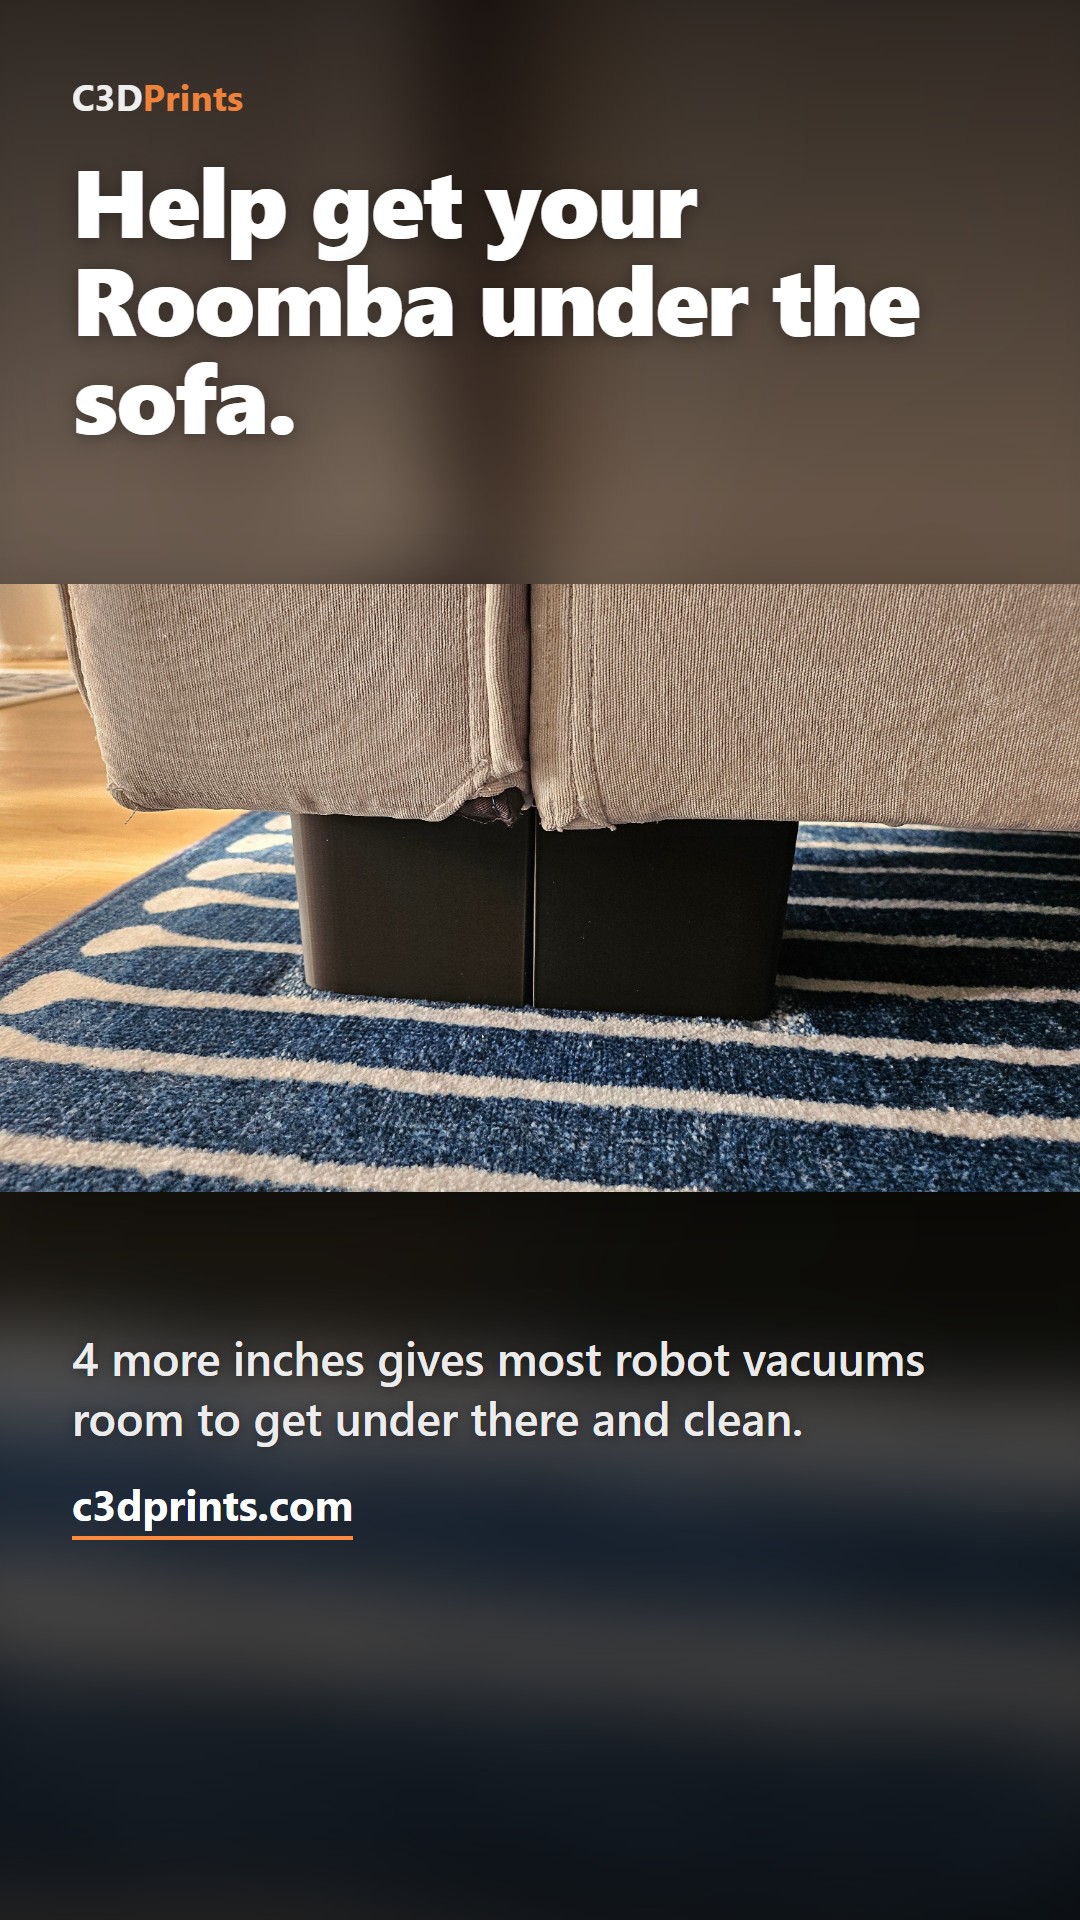 C3DPrints
Help get your
Roomba under the
sofa.
4 more inches gives most robot vacuums
room to get under there and clean.
c3dprints.com